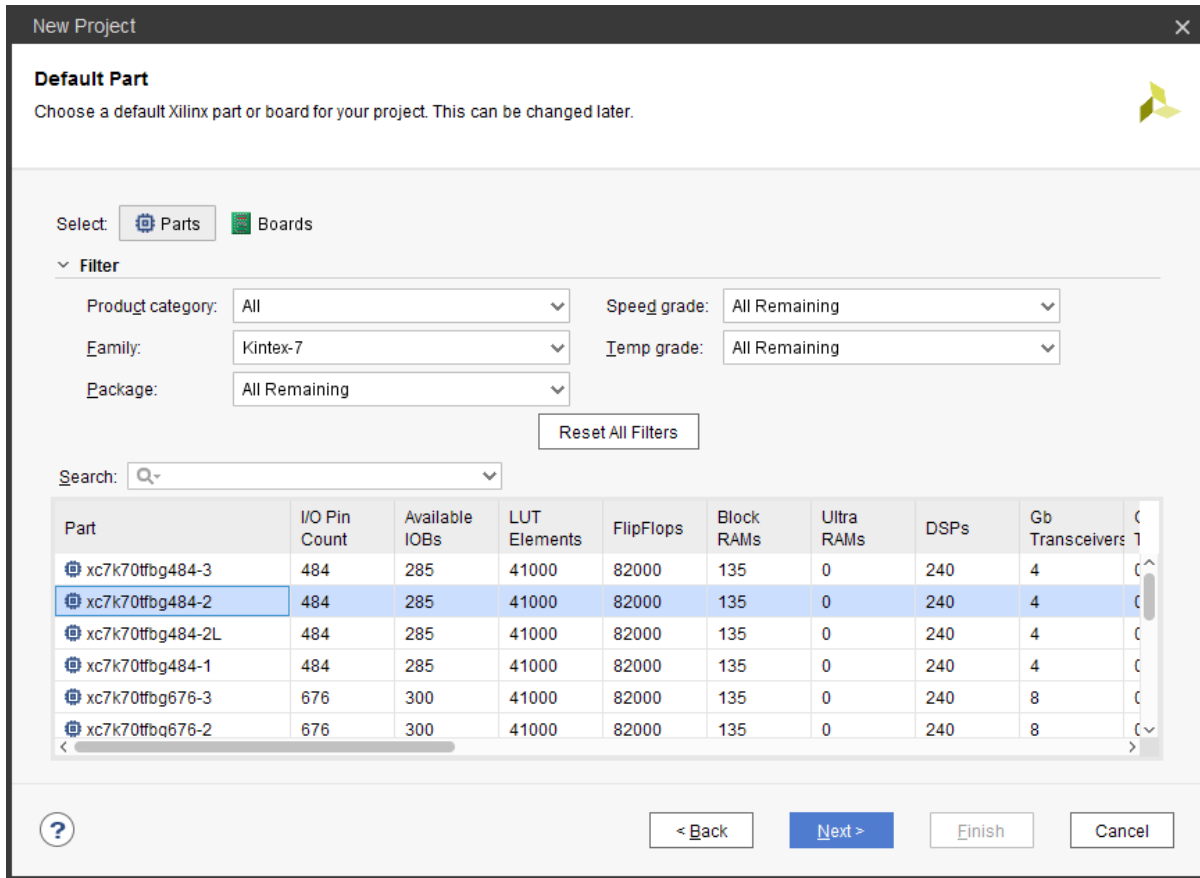 New Project
Default Part
Choose a default Xilinx part or board for your project. This can be changed later.
Select: Parts Boards
Filter
Product category: All Speed grade: All Remaining
Family: Kintex-7 Temp grade: All Remaining
Package: All Remaining
Reset All Filters
Search:
Part I/O Pin Count Available IOBs LUT Elements FlipFlops Block RAMs Ultra RAMs DSPs Gb Transceivers
xc7k70tfbg484-3 484 285 41000 82000 135 0 240 4
xc7k70tfbg484-2 484 285 41000 82000 135 0 240 4
xc7k70tfbg484-2L 484 285 41000 82000 135 0 240 4
xc7k70tfbg484-1 484 285 41000 82000 135 0 240 4
xc7k70tfbg676-3 676 300 41000 82000 135 0 240 8
xc7k70tfbg676-2 676 300 41000 82000 135 0 240 8
? < Back Next > Finish Cancel